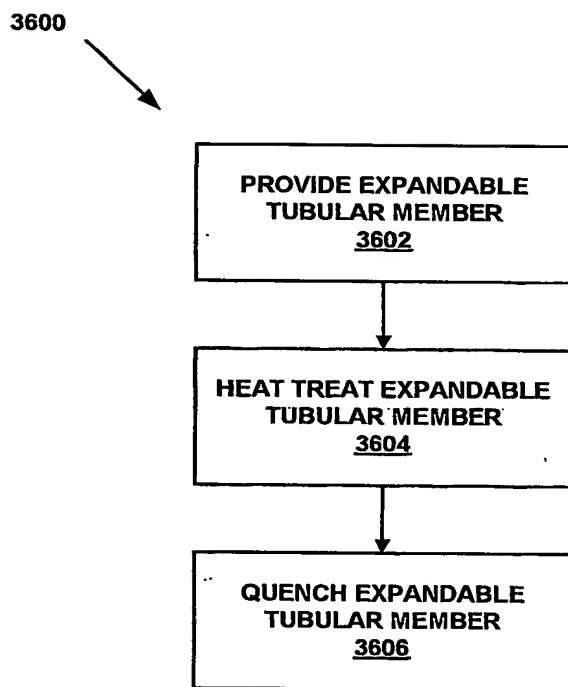 3600
PROVIDE EXPANDABLE
TUBULAR MEMBER
3602
HEAT TREAT EXPANDABLE
TUBULAR MEMBER
3604
QUENCH EXPANDABLE
TUBULAR MEMBER
3606